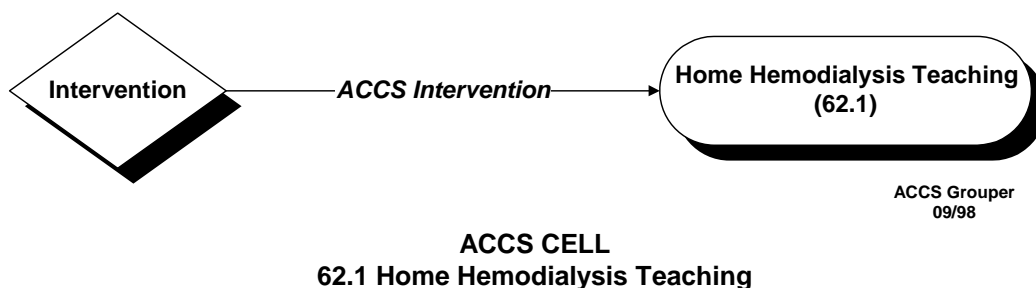 Intervention
ACCS Intervention
Home Hemodialysis Teaching
(62.1)
ACCS Grouper
09/98
ACCS CELL
62.1 Home Hemodialysis Teaching